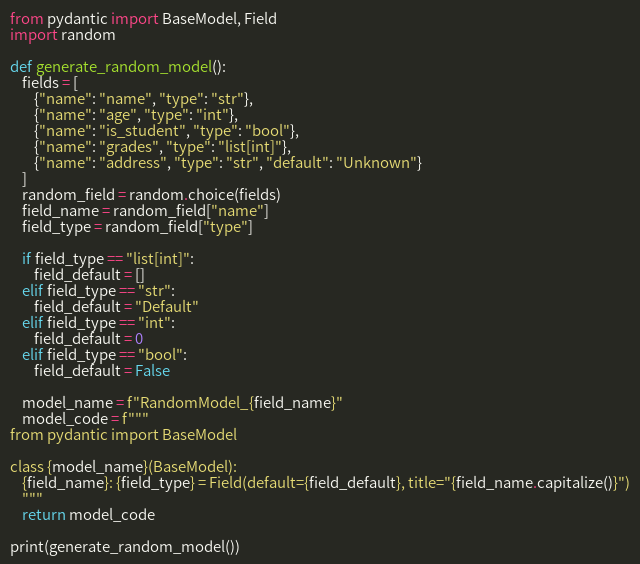 from pydantic import BaseModel, Field
import random

def generate_random_model():
    fields = [
        {"name": "name", "type": "str"},
        {"name": "age", "type": "int"},
        {"name": "is_student", "type": "bool"},
        {"name": "grades", "type": "list[int]"},
        {"name": "address", "type": "str", "default": "Unknown"}
    ]
    random_field = random.choice(fields)
    field_name = random_field["name"]
    field_type = random_field["type"]

    if field_type == "list[int]":
        field_default = []
    elif field_type == "str":
        field_default = "Default"
    elif field_type == "int":
        field_default = 0
    elif field_type == "bool":
        field_default = False

    model_name = f"RandomModel_{field_name}"
    model_code = f"""
from pydantic import BaseModel

class {model_name}(BaseModel):
    {field_name}: {field_type} = Field(default={field_default}, title="{field_name.capitalize()}")
    """
    return model_code

print(generate_random_model())